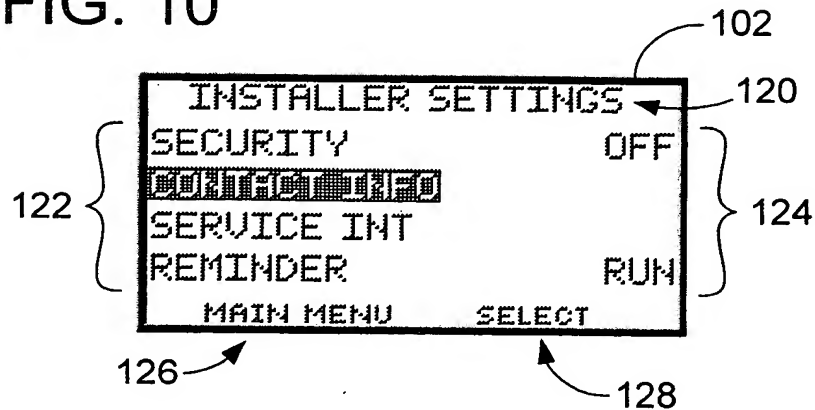 FIG. 10
102
INSTALLER SETTINGS
120
SECURITY OFF
CONTACT INFO
122
124
SERVICE INT
REMINDER RUN
MAIN MENU SELECT
126
128